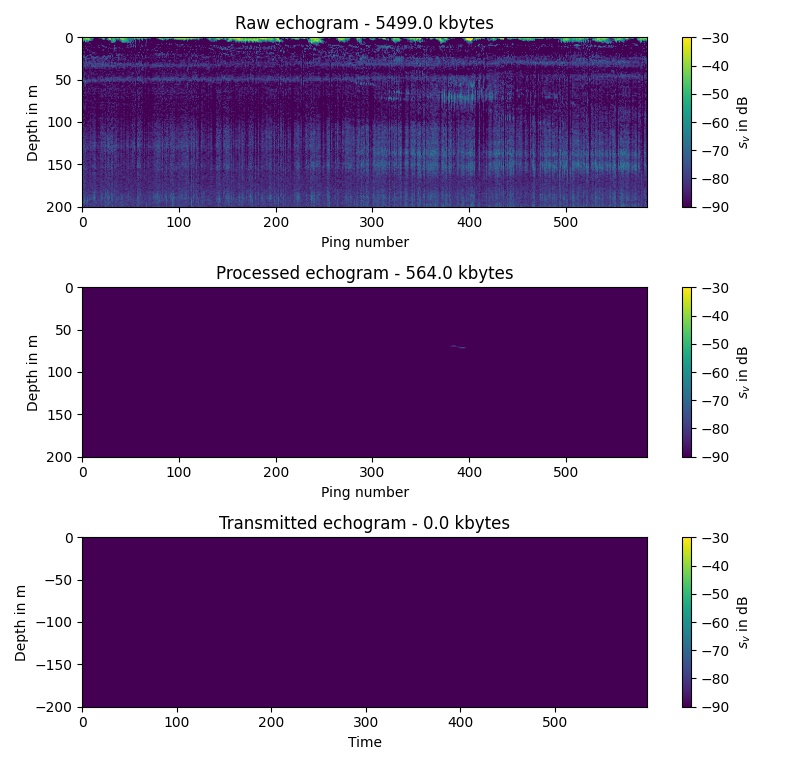 Raw echogram - 5499.0 kbytes
0
50
100
150
200
Depth in m
0 100 200 300 400 500
Ping number
−30
−40
−50
−60
−70
−80
−90
sv in dB
Processed echogram - 564.0 kbytes
0
50
100
150
200
Depth in m
0 100 200 300 400 500
Ping number
−30
−40
−50
−60
−70
−80
−90
sv in dB
Transmitted echogram - 0.0 kbytes
0
−50
−100
−150
−200
Depth in m
0 100 200 300 400 500
Time
−30
−40
−50
−60
−70
−80
−90
sv in dB